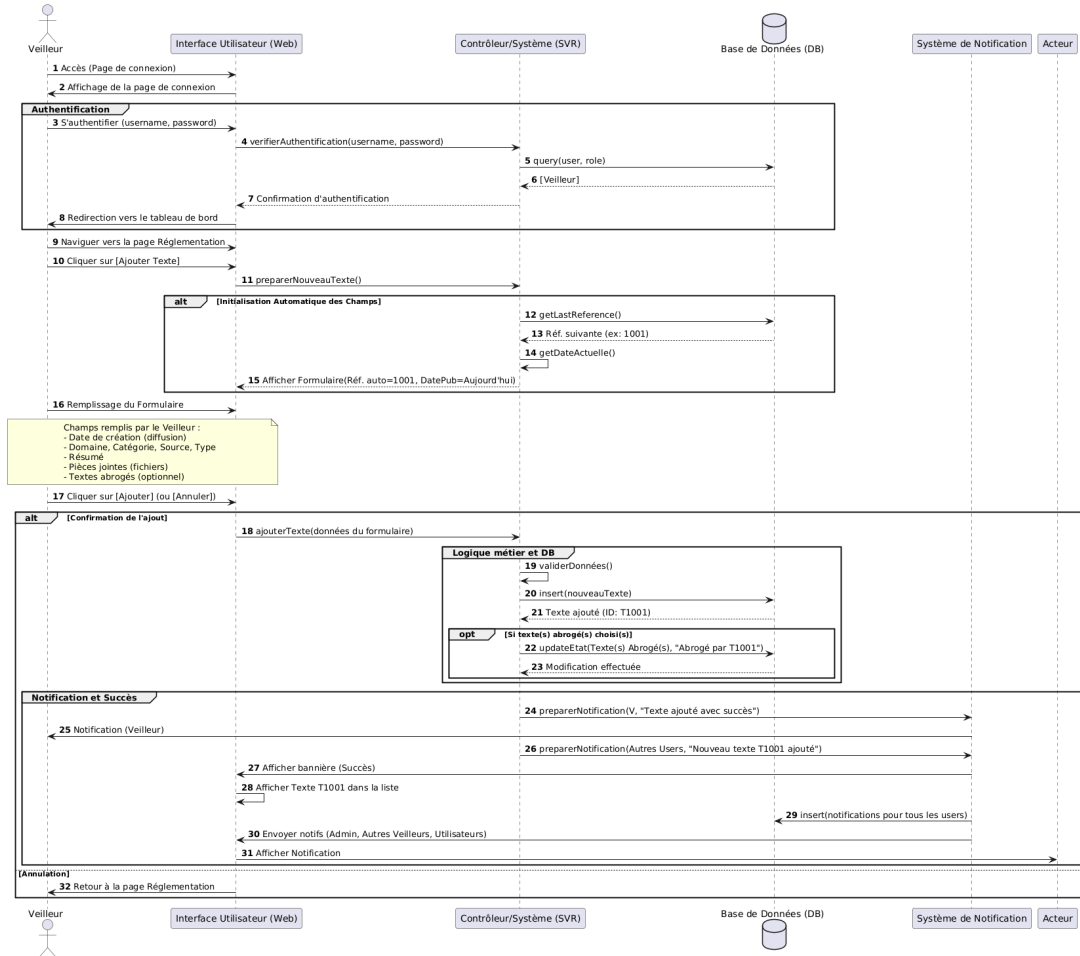 Veilleur
Interface Utilisateur (Web)
Contrôleur/Système (SVR)
Base de Données (DB)
Système de Notification
Acteur
1 Accès (Page de connexion)
2 Affichage de la page de connexion
Authentification
3 S'authentifier (username, password)
4 verifierAuthentification(username, password)
5 query(user, role)
6 [Veilleur]
7 Confirmation d'authentification
8 Redirection vers le tableau de bord
9 Naviguer vers la page Réglementation
10 Cliquer sur [Ajouter Texte]
11 preparerNouveauTexte()
alt [Initialisation Automatique des Champs]
12 getLastReference()
13 Réf. suivante (ex: 1001)
14 getDateActuelle()
15 Afficher Formulaire(Réf. auto=1001, DatePub=Aujourd'hui)
16 Remplissage du Formulaire
Champs remplis par le Veilleur :
- Date de création (diffusion)
- Domaine, Catégorie, Source, Type
- Résumé
- Pièces jointes (fichiers)
- Textes abrogés (optionnel)
17 Cliquer sur [Ajouter] (ou [Annuler])
alt [Confirmation de l'ajout]
18 ajouterTexte(données du formulaire)
Logique métier et DB
19 validerDonnées()
20 insert(nouveauTexte)
21 Texte ajouté (ID: T1001)
opt [Si texte(s) abrogé(s) choisi(s)]
22 updateEtat(Texte(s) Abrogé(s), "Abrogé par T1001")
23 Modification effectuée
Notification et Succès
24 preparerNotification(V, "Texte ajouté avec succès")
25 Notification (Veilleur)
26 preparerNotification(Autres Users, "Nouveau texte T1001 ajouté")
27 Afficher bannière (Succès)
28 Afficher Texte T1001 dans la liste
29 insert(notifications pour tous les users)
30 Envoyer notifs (Admin, Autres Veilleurs, Utilisateurs)
31 Afficher Notification
[Annulation]
32 Retour à la page Réglementation
Veilleur
Interface Utilisateur (Web)
Contrôleur/Système (SVR)
Base de Données (DB)
Système de Notification
Acteur